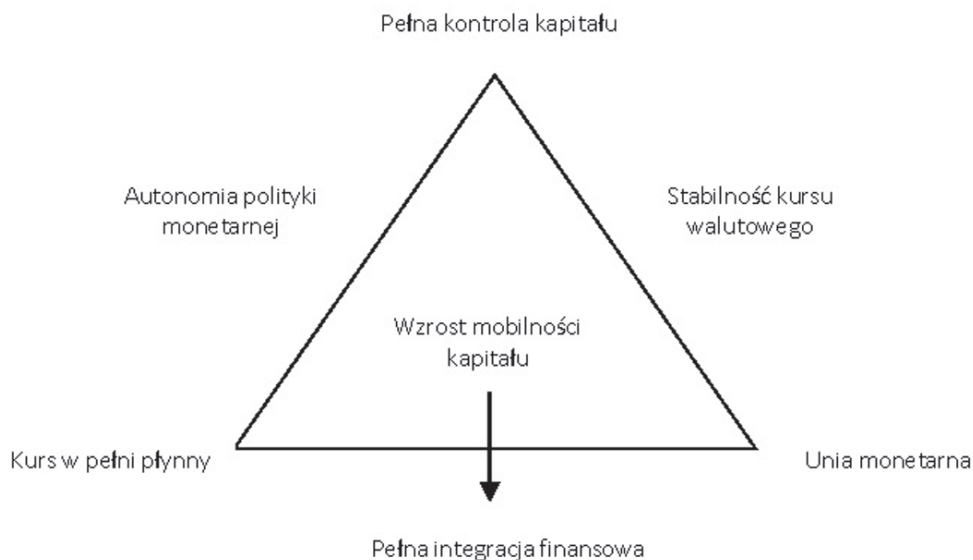 Pełna kontrola kapitału
Autonomia polityki
monetarnej
Stabilność kursu
walutowego
Wzrost mobilności
kapitału
Kurs w pełni płynny
Unia monetarna
Pełna integracja finansowa